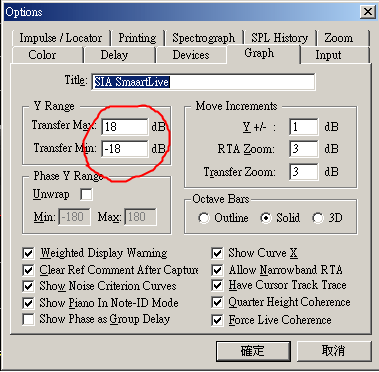 Options
Impulse / Locator Printing Spectrograph SPL History Zoom
Color Delay Devices Graph Input
Title: SIA SmaartLive
Y Range
Transfer Max: 18 dB
Transfer Min: -18 dB
Move Increments
Y +/- : 1 dB
RTA Zoom: 3 dB
Transfer Zoom: 3 dB
Phase Y Range
Unwrap
Min: -180 Max: 180
Octave Bars
Outline Solid 3D
Weighted Display Warning
Clear Ref Comment After Capture
Show Noise Criterion Curves
Show Piano In Note-ID Mode
Show Phase as Group Delay
Show Curve X
Allow Narrowband RTA
Have Cursor Track Trace
Quarter Height Coherence
Force Live Coherence
確定 取消